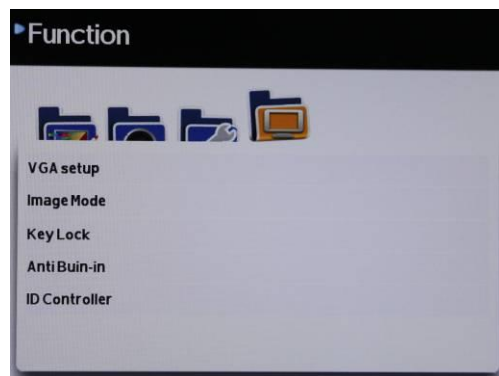 Function
VGA setup
Image Mode
Key Lock
Anti Buin-in
ID Controller